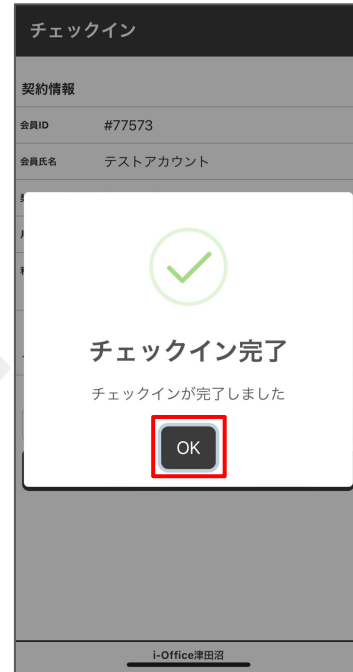 チェックイン
契約情報
会員ID #77573
会員氏名 テストアカウント
チェックイン完了
チェックインが完了しました
OK
i-Office津田沼